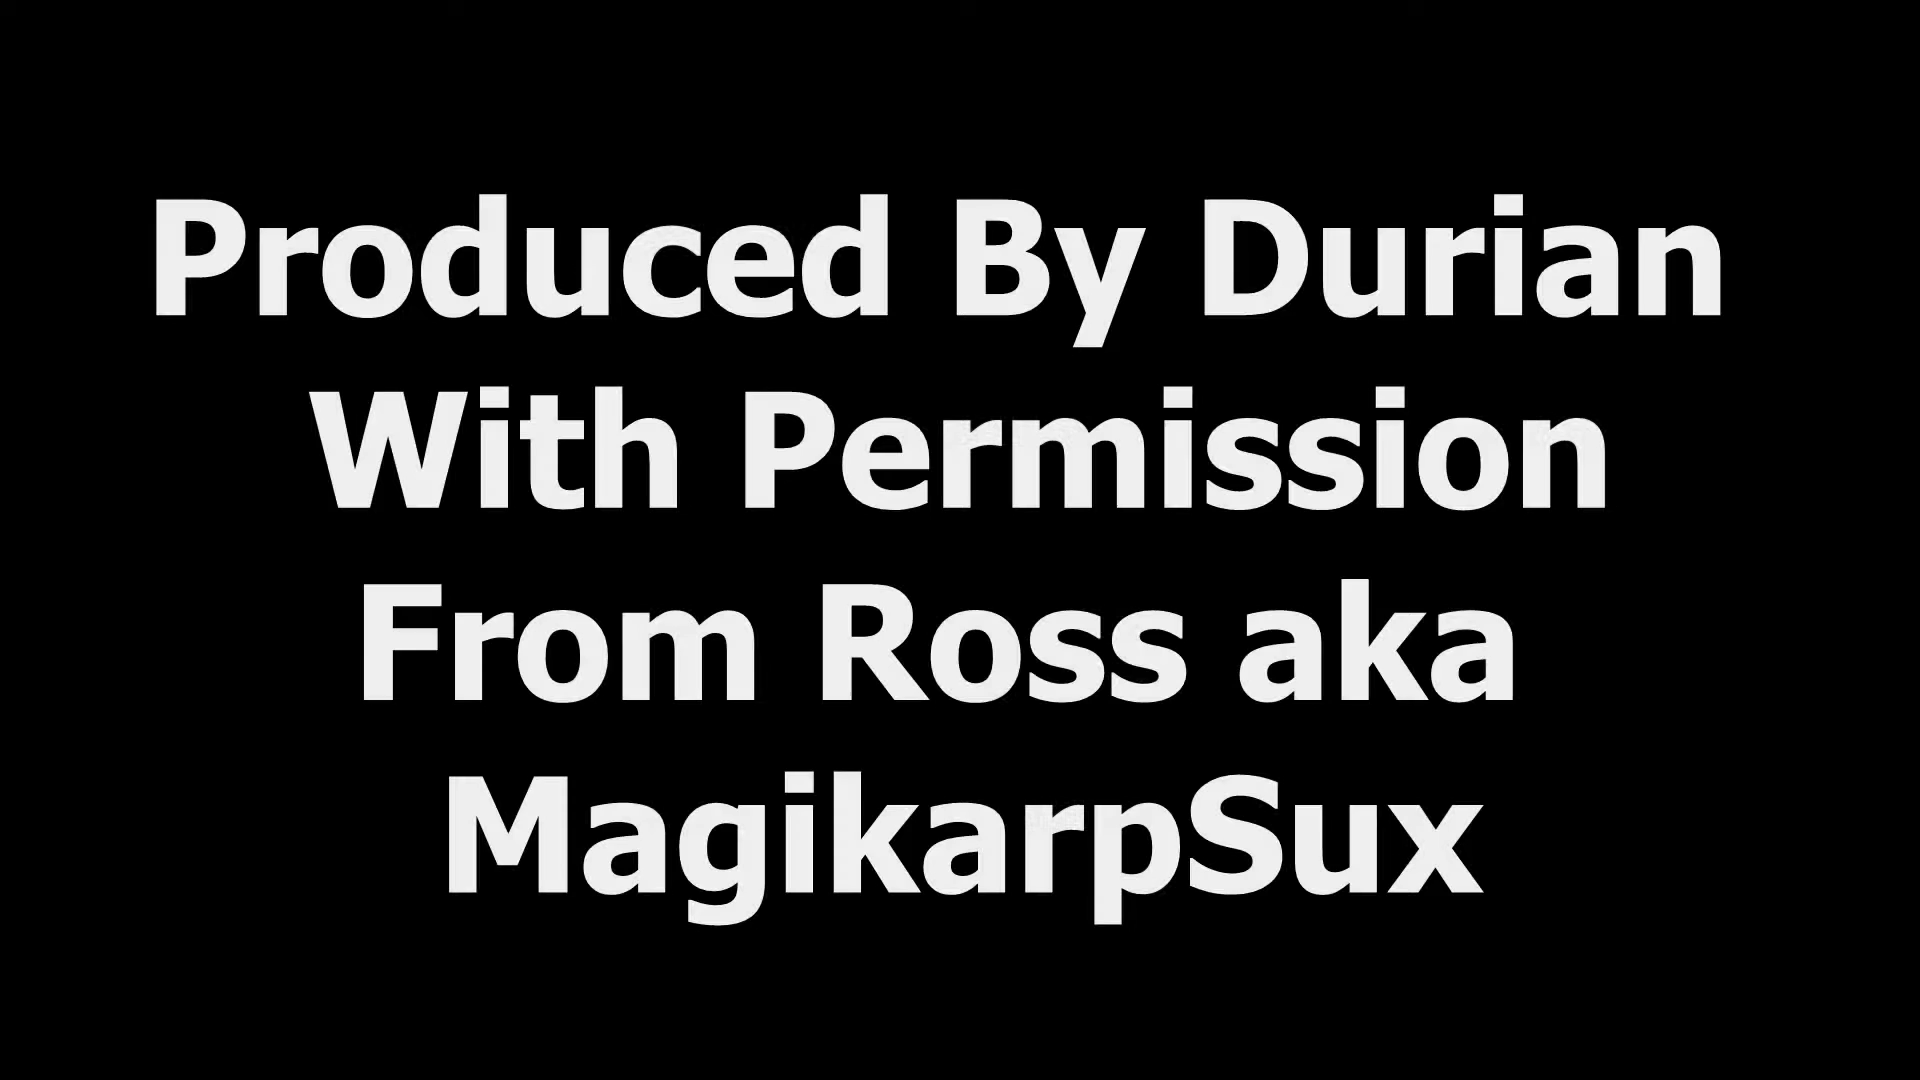 Produced By Durian
With Permission
From Ross aka
MagikarpSux